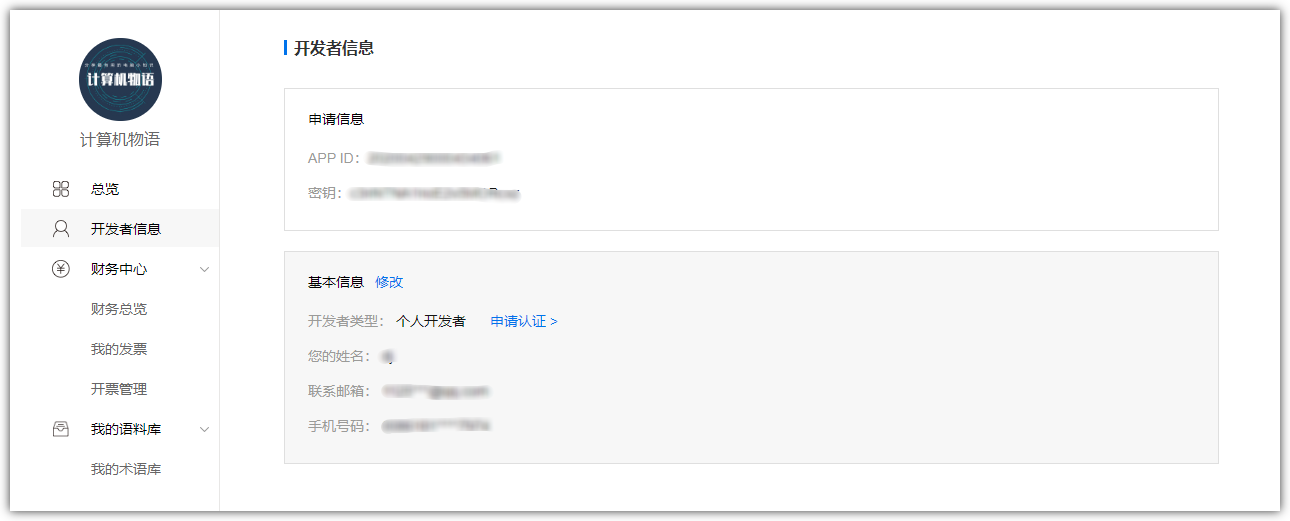 计算机物语
计算机物语
总览
开发者信息
财务中心
财务总览
我的发票
开票管理
我的语料库
我的术语库
开发者信息
申请信息
APP ID：
密钥：
基本信息 修改
开发者类型： 个人开发者 申请认证 >
您的姓名：
联系邮箱：
手机号码：